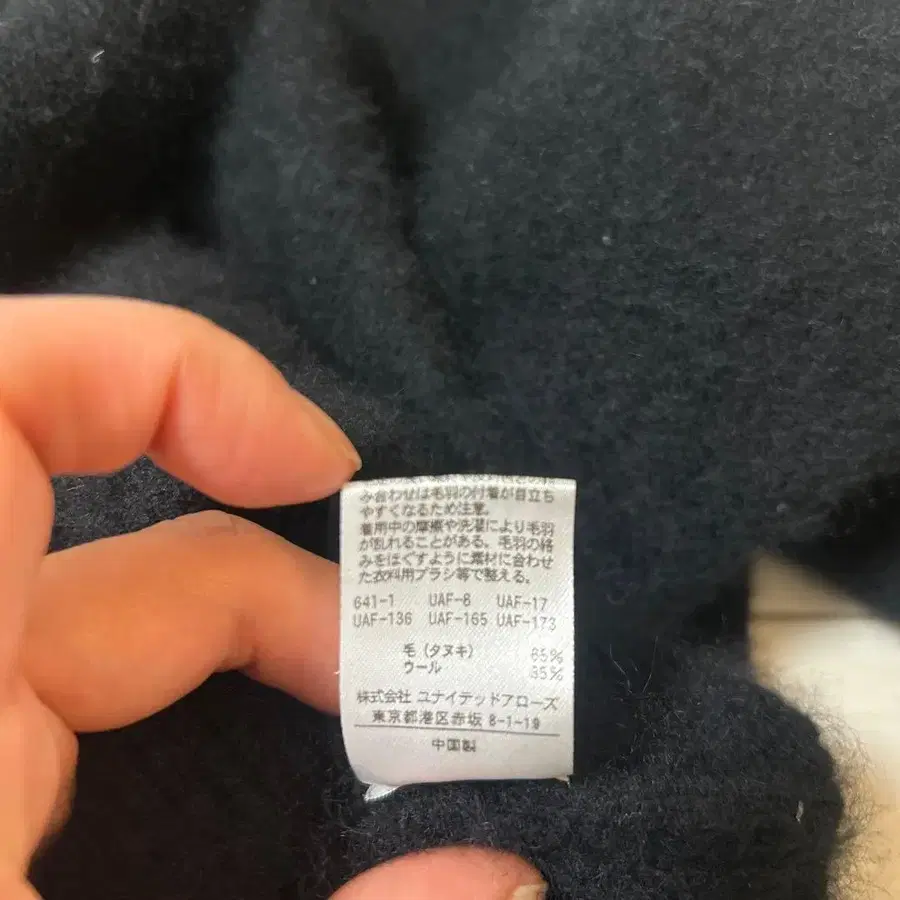 み合わせは毛羽の付着が目立ち
やすくなるため注意。
着用中の摩擦や洗濯により毛羽
が乱れることがある。毛羽の絡
みをほぐすように素材に合わせ
た衣料用ブラシ等で整える。
641-1 UAF-6 UAF-17
UAF-136 UAF-165 UAF-173
毛(タヌキ) 65%
ウール 35%
株式会社 ユナイテッドアローズ
東京都港区赤坂 8-1-19
中国製